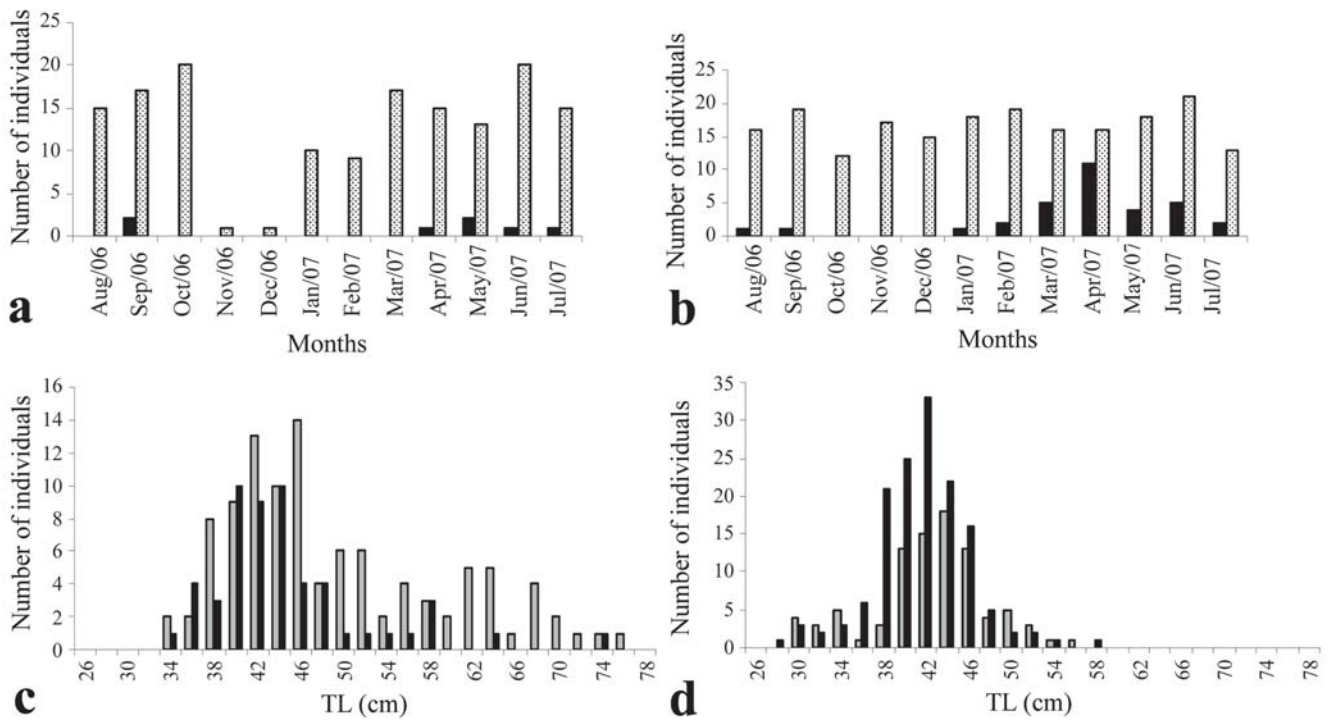 Number of individuals
25
20
15
10
5
0
Aug/06
Sep/06
Oct/06
Nov/06
Dec/06
Jan/07
Feb/07
Mar/07
Apr/07
May/07
Jun/07
Jul/07
Months
a
Number of individuals
25
20
15
10
5
0
Aug/06
Sep/06
Oct/06
Nov/06
Dec/06
Jan/07
Feb/07
Mar/07
Apr/07
May/07
Jun/07
Jul/07
Months
b
Number of individuals
16
14
12
10
8
6
4
2
0
26
30
34
38
42
46
50
54
58
62
66
70
74
78
TL (cm)
c
Number of individuals
35
30
25
20
15
10
5
0
26
30
34
38
42
46
50
54
58
62
66
70
74
78
TL (cm)
d